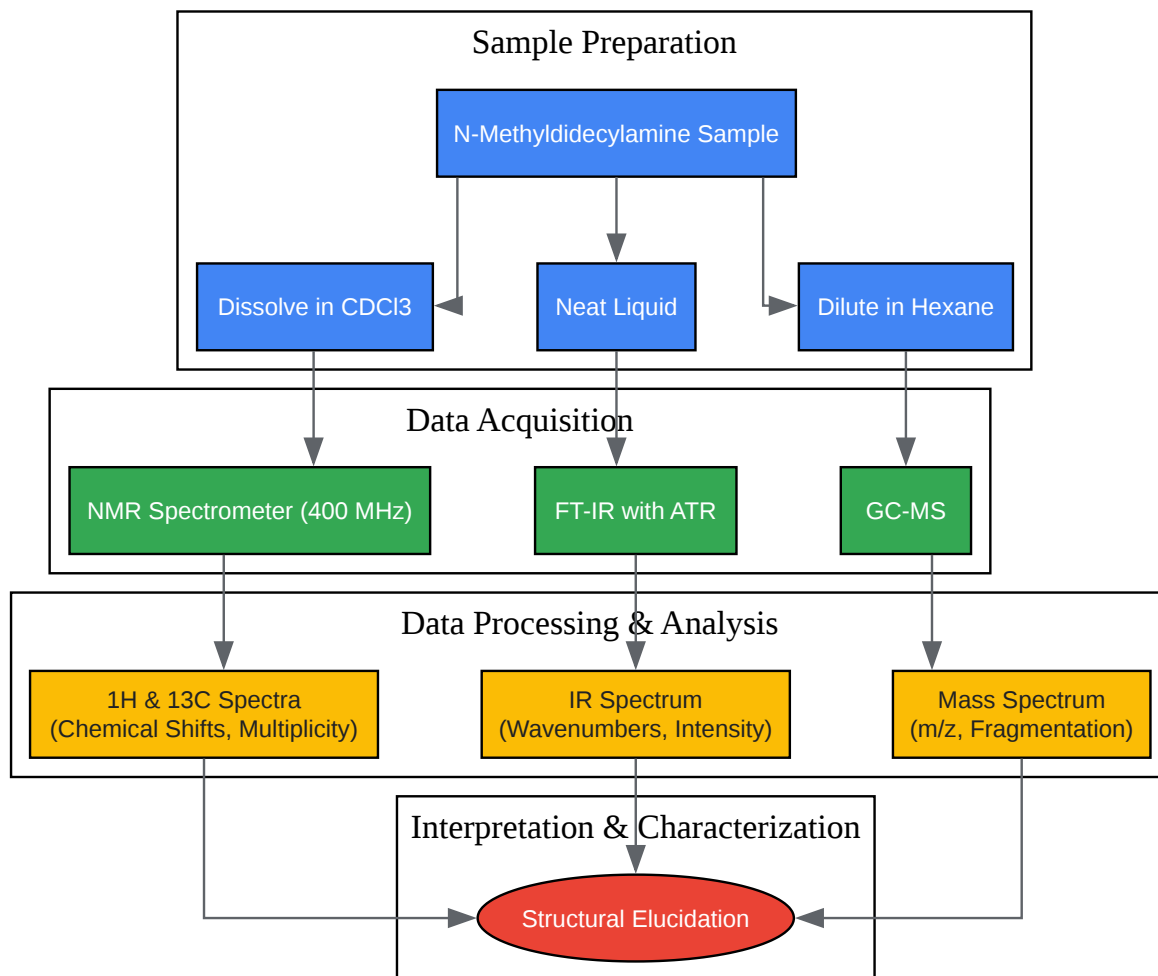 Sample Preparation
N-Methyldidecylamine Sample
Dissolve in CDCl3
Neat Liquid
Dilute in Hexane
Data Acquisition
NMR Spectrometer (400 MHz)
FT-IR with ATR
GC-MS
Data Processing & Analysis
1H & 13C Spectra
(Chemical Shifts, Multiplicity)
IR Spectrum
(Wavenumbers, Intensity)
Mass Spectrum
(m/z, Fragmentation)
Interpretation & Characterization
Structural Elucidation